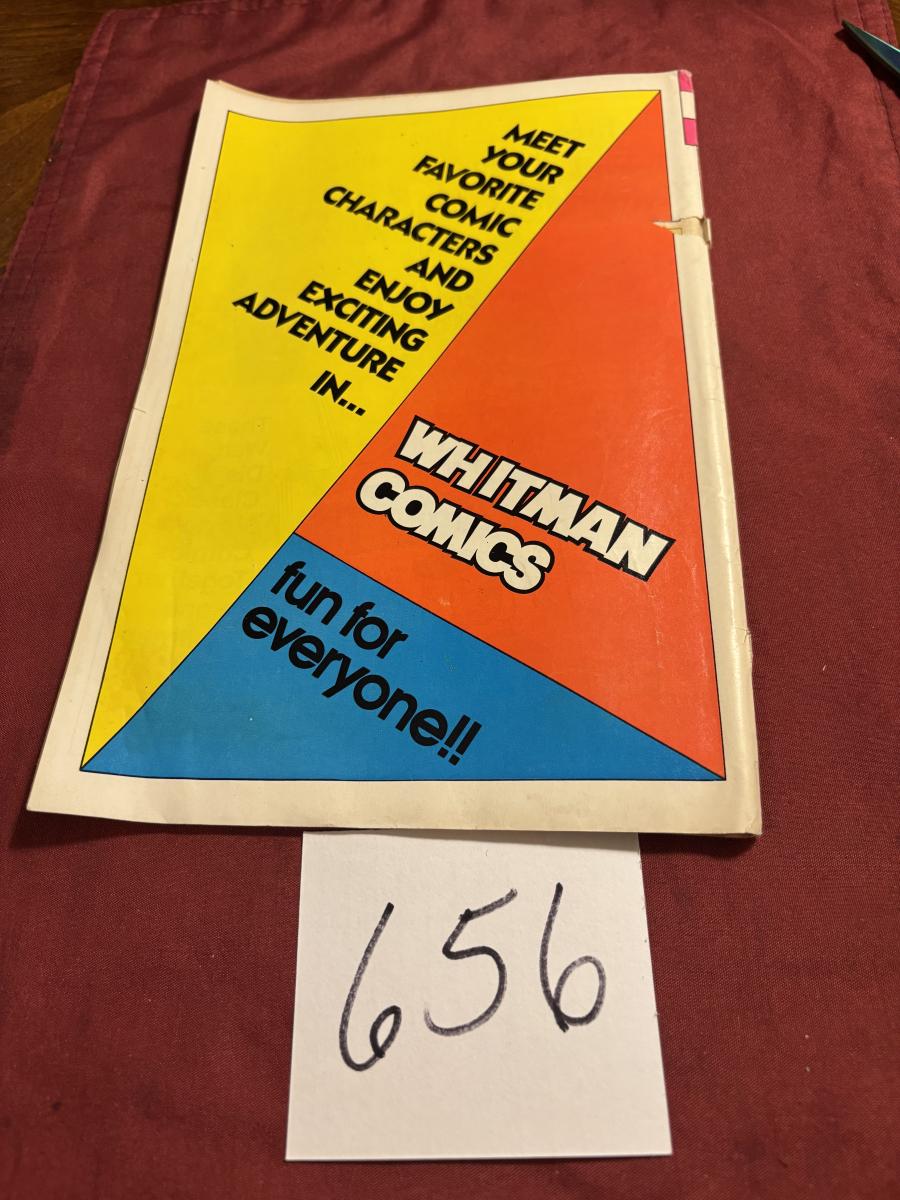 MEET
YOUR
FAVORITE
COMIC
CHARACTERS
AND
ENJOY
EXCITING
ADVENTURE
IN...
WHITMAN
COMICS
fun for
everyone!!
656